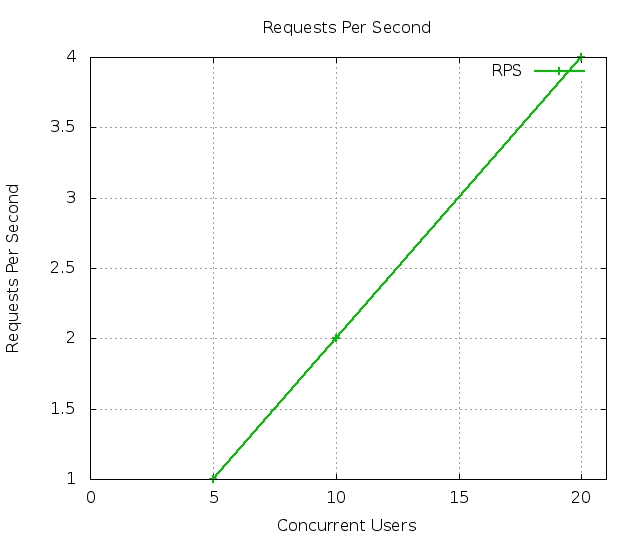 Requests Per Second
RPS
4
3.5
3
2.5
2
1.5
1
Requests Per Second
0 5 10 15 20
Concurrent Users